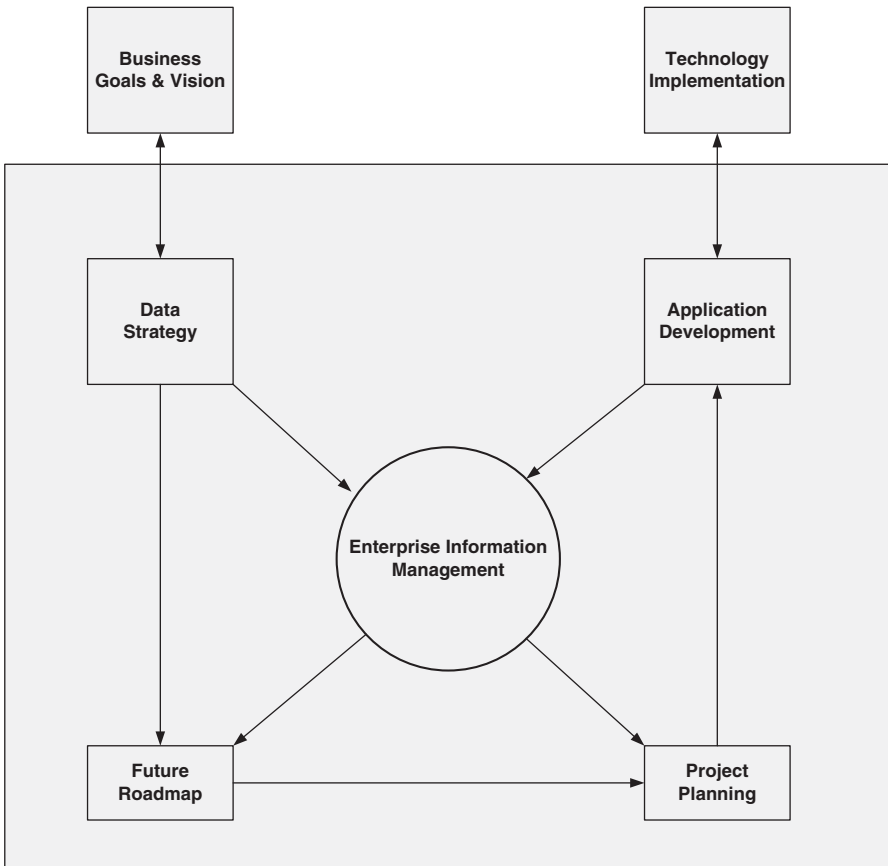 Business
Goals & Vision
Technology
Implementation
Data
Strategy
Application
Development
Enterprise Information
Management
Future
Roadmap
Project
Planning